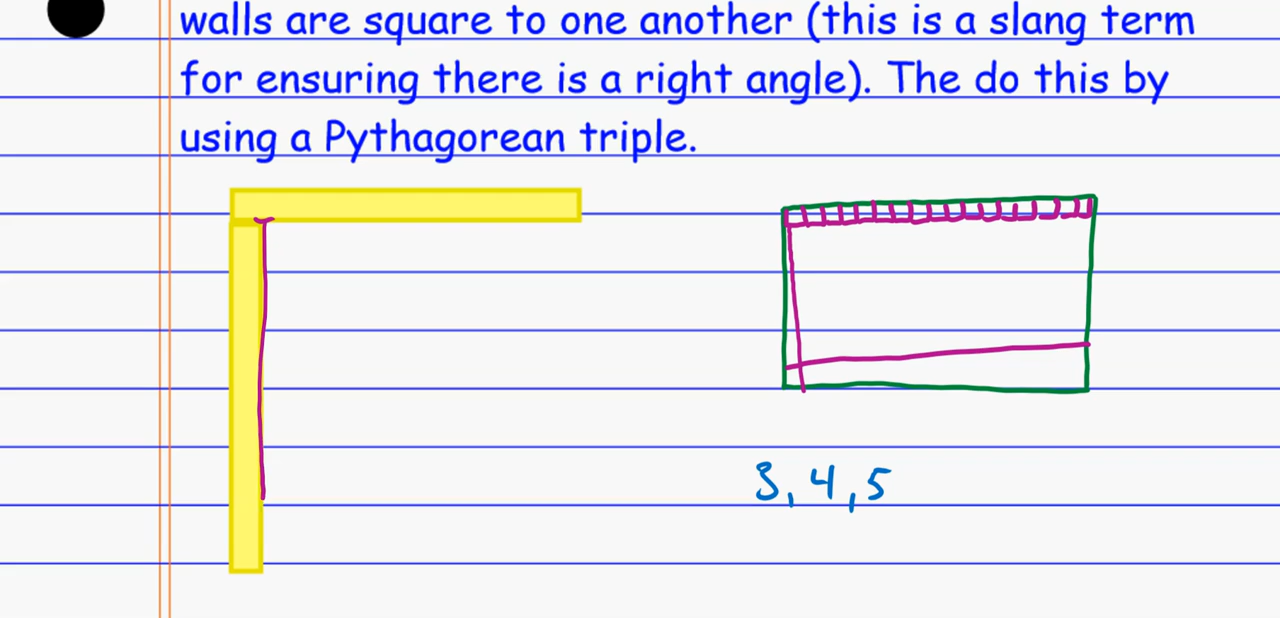 walls are square to one another (this is a slang term
for ensuring there is a right angle). The do this by
using a Pythagorean triple.
3, 4, 5